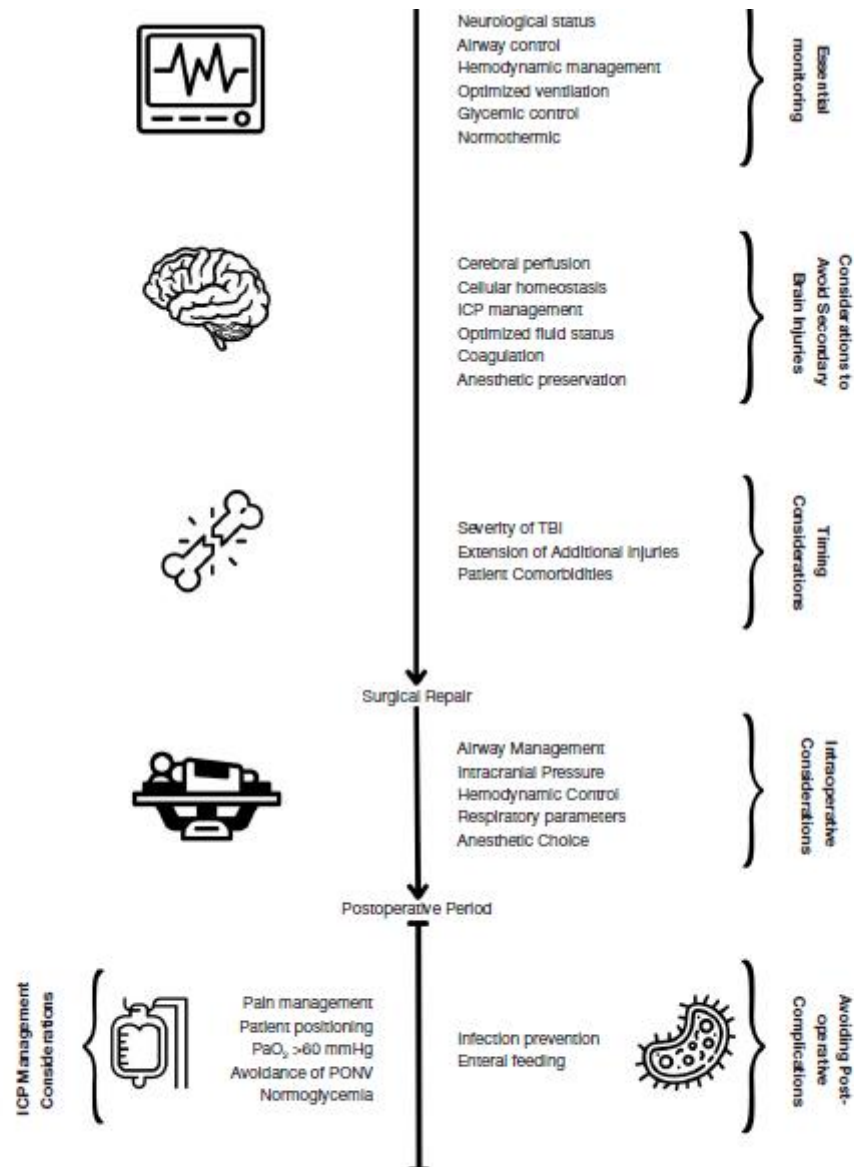 Neurological status
Airway control
Hemodynamic management
Optimized ventilation
Glycemic control
Normothermic
Essential
monitoring
Cerebral perfusion
Cellular homeostasis
ICP management
Optimized fluid status
Coagulation
Anesthetic preservation
Considerations to
Avoid Secondary
Brain Injuries
Severity of TBI
Extension of Additional Injuries
Patient Comorbidities
Timing
Considerations
Surgical Repair
Airway Management
Intracranial Pressure
Hemodynamic Control
Respiratory parameters
Anesthetic Choice
Intraoperative
Considerations
Postoperative Period
ICP Management
Considerations
Pain management
Patient positioning
PaO₂ >60 mmHg
Avoidance of PONV
Normoglycemia
Infection prevention
Enteral feeding
Avoiding Post-
operative
Complications